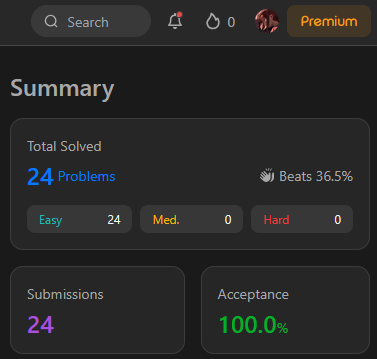 Search 0 Premium
Summary
Total Solved
24 Problems Beats 36.5%
Easy 24 Med. 0 Hard 0
Submissions Acceptance
24 100.0%